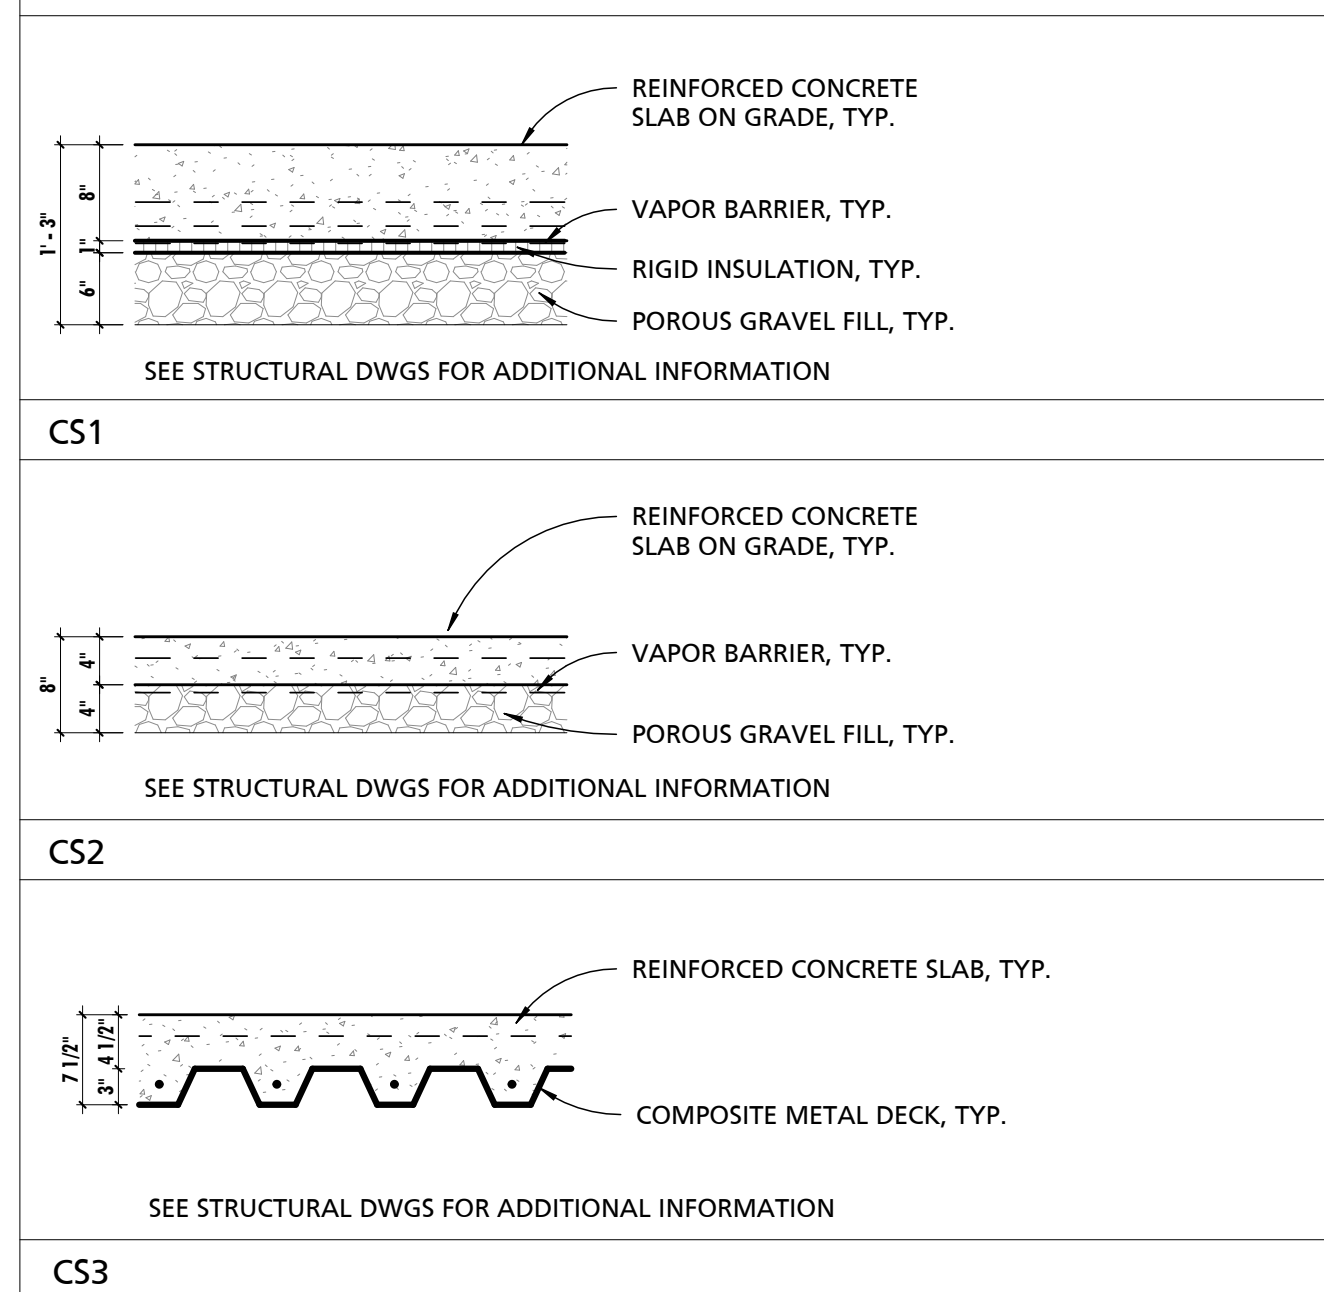 REINFORCED CONCRETE
SLAB ON GRADE, TYP.
8"
VAPOR BARRIER, TYP.
1' - 3"
1"
RIGID INSULATION, TYP.
6"
POROUS GRAVEL FILL, TYP.
SEE STRUCTURAL DWGS FOR ADDITIONAL INFORMATION
CS1
REINFORCED CONCRETE
SLAB ON GRADE, TYP.
4"
VAPOR BARRIER, TYP.
8"
4"
POROUS GRAVEL FILL, TYP.
SEE STRUCTURAL DWGS FOR ADDITIONAL INFORMATION
CS2
REINFORCED CONCRETE SLAB, TYP.
4 1/2"
7 1/2"
3"
COMPOSITE METAL DECK, TYP.
SEE STRUCTURAL DWGS FOR ADDITIONAL INFORMATION
CS3